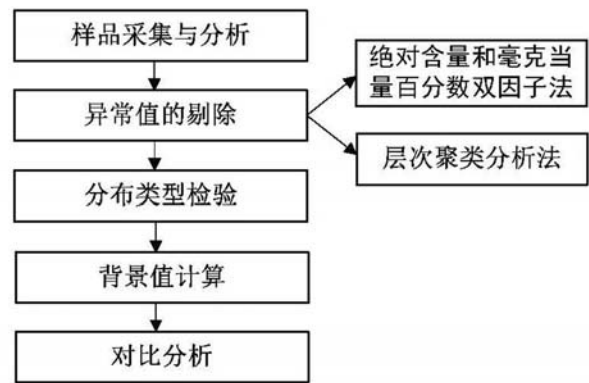 样品采集与分析
绝对含量和毫克当
量百分数双因子法
异常值的剔除
层次聚类分析法
分布类型检验
背景值计算
对比分析